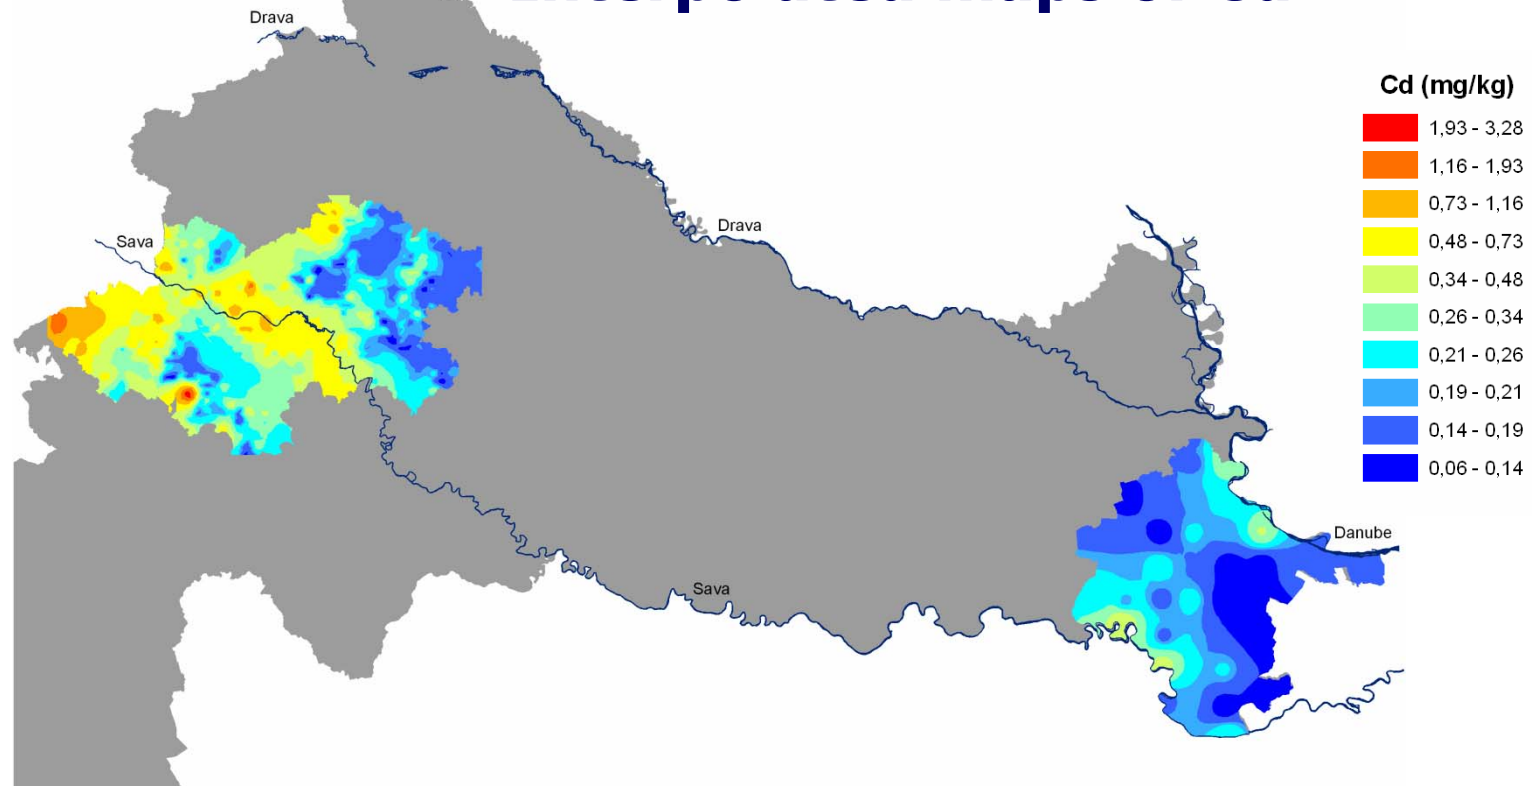 Drava
Sava
Drava
Sava
Danube
Cd (mg/kg)
1,93 - 3,28
1,16 - 1,93
0,73 - 1,16
0,48 - 0,73
0,34 - 0,48
0,26 - 0,34
0,21 - 0,26
0,19 - 0,21
0,14 - 0,19
0,06 - 0,14